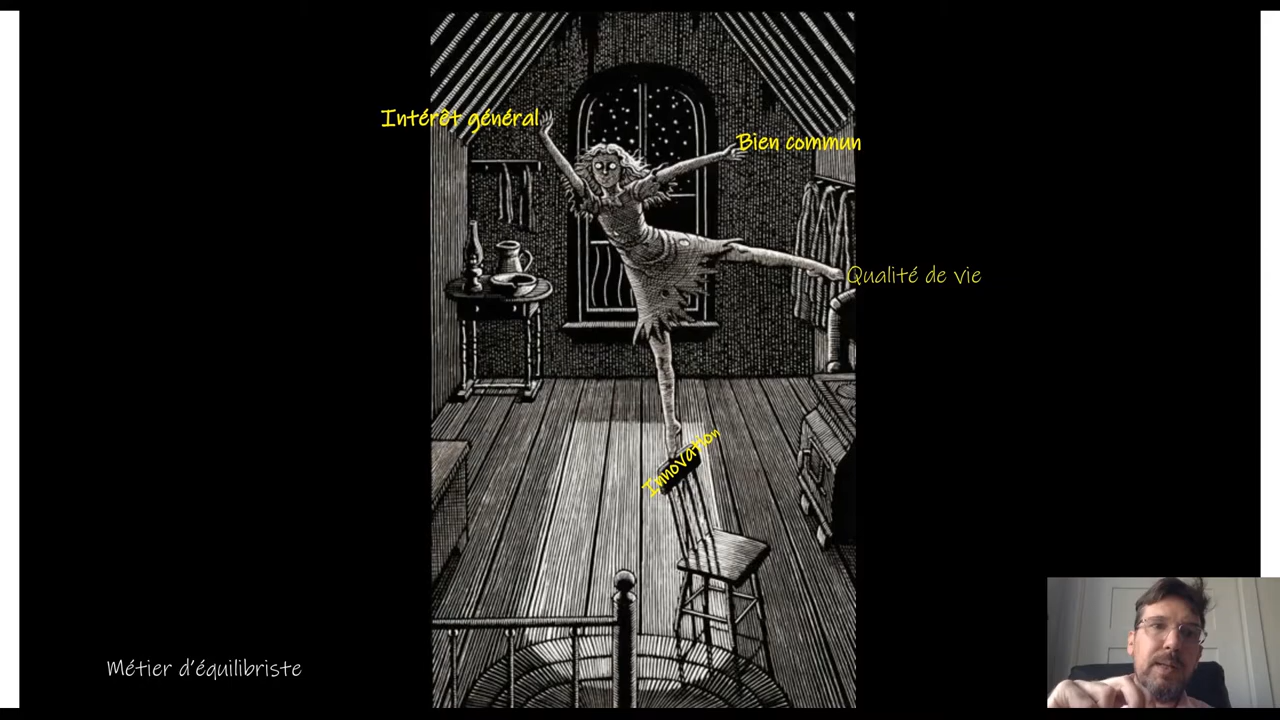 Intérêt général
Bien commun
Qualité de vie
Innovation
Métier d'équilibriste